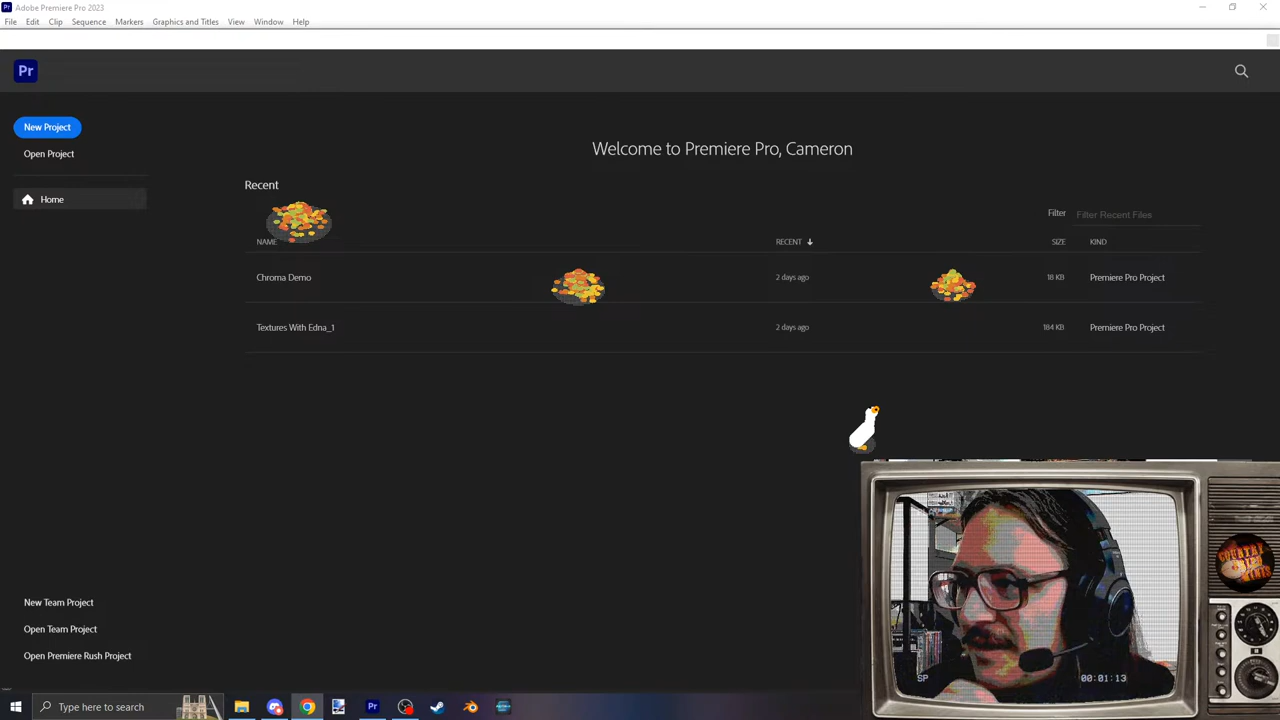 Adobe Premiere Pro 2023
File Edit Clip Sequence Markers Graphics and Titles View Window Help
Pr
New Project
Open Project
Home
Welcome to Premiere Pro, Cameron
Recent
Filter Filter Recent Files
NAME RECENT SIZE KIND
Chroma Demo 2 days ago 18 KB Premiere Pro Project
Textures With Edna_1 2 days ago 184 KB Premiere Pro Project
New Team Project
Open Team Project
Open Premiere Rush Project
COUNTRY
SP 00:01:13
Type here to search
Pr